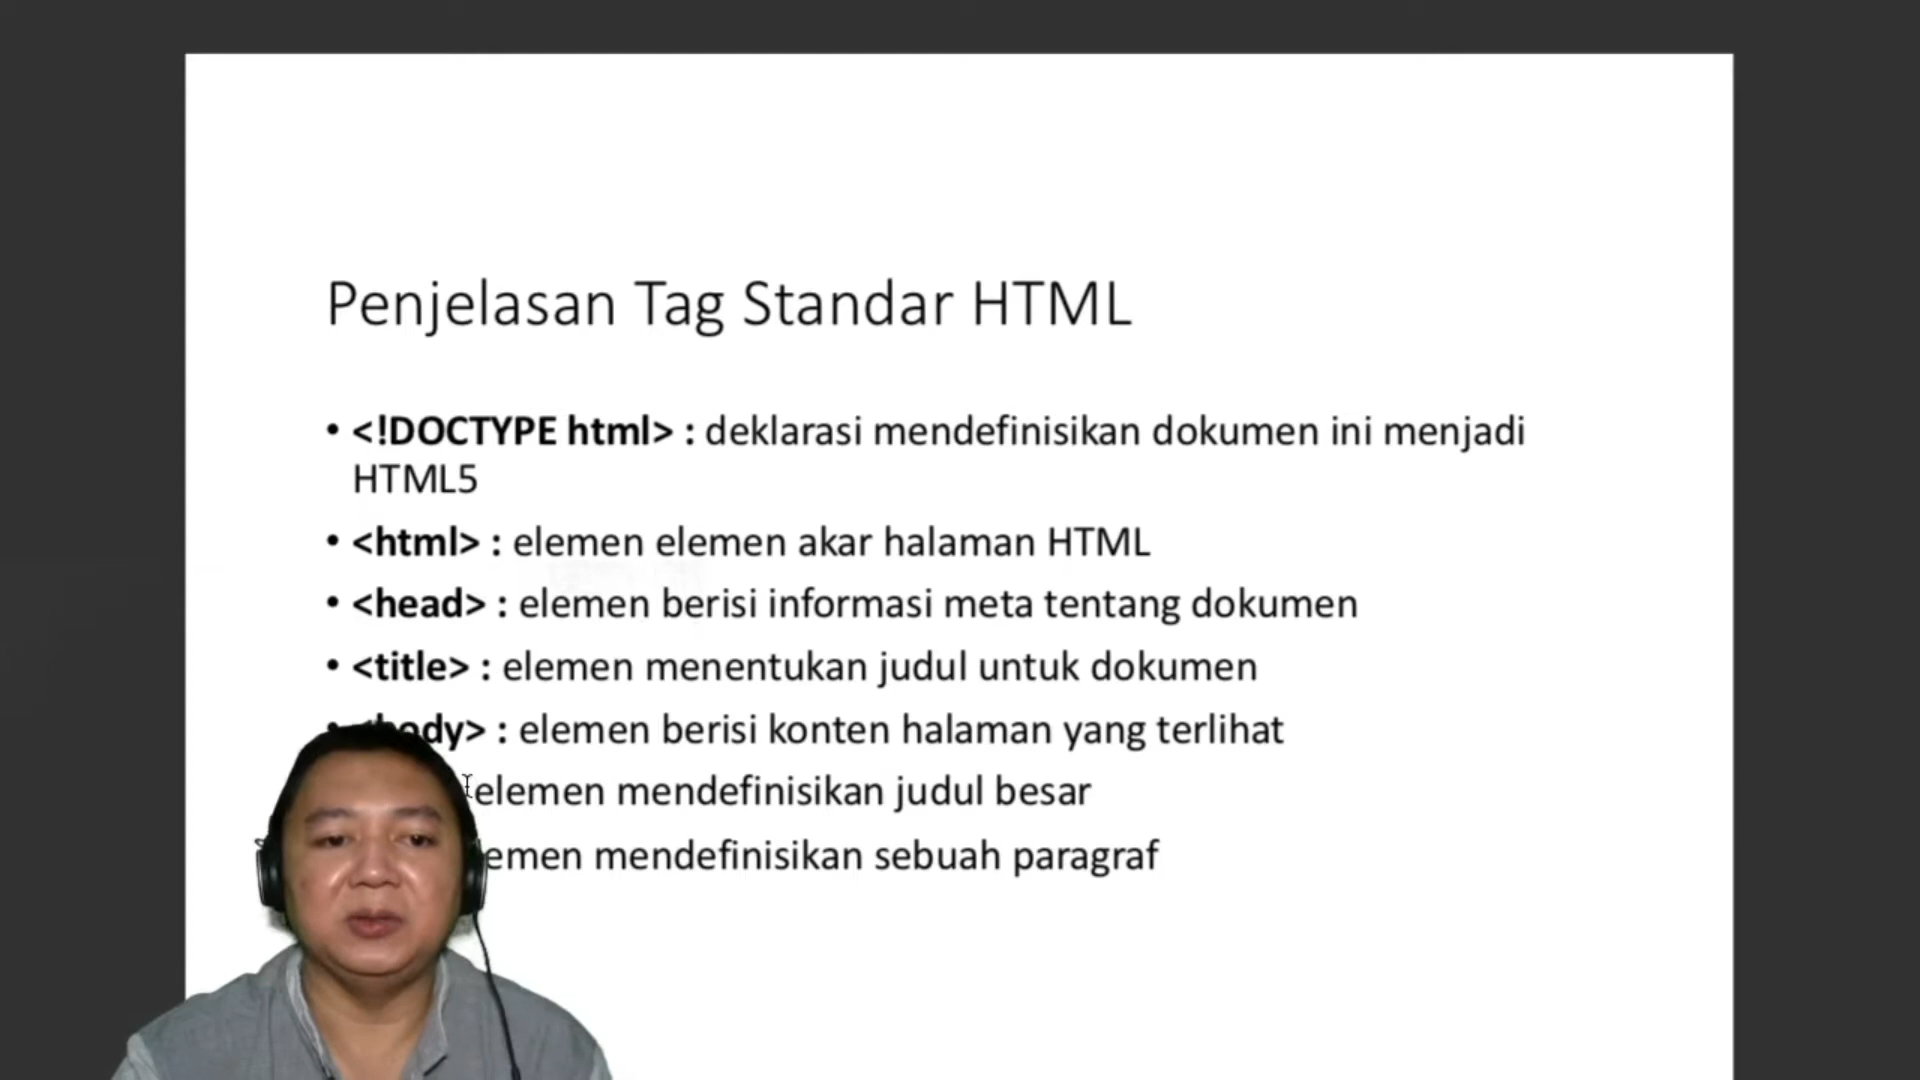 Penjelasan Tag Standar HTML
• <!DOCTYPE html> : deklarasi mendefinisikan dokumen ini menjadi
HTML5
• <html> : elemen elemen akar halaman HTML
• <head> : elemen berisi informasi meta tentang dokumen
• <title> : elemen menentukan judul untuk dokumen
: elemen berisi konten halaman yang terlihat
elemen mendefinisikan judul besar
mendefinisikan sebuah paragraf